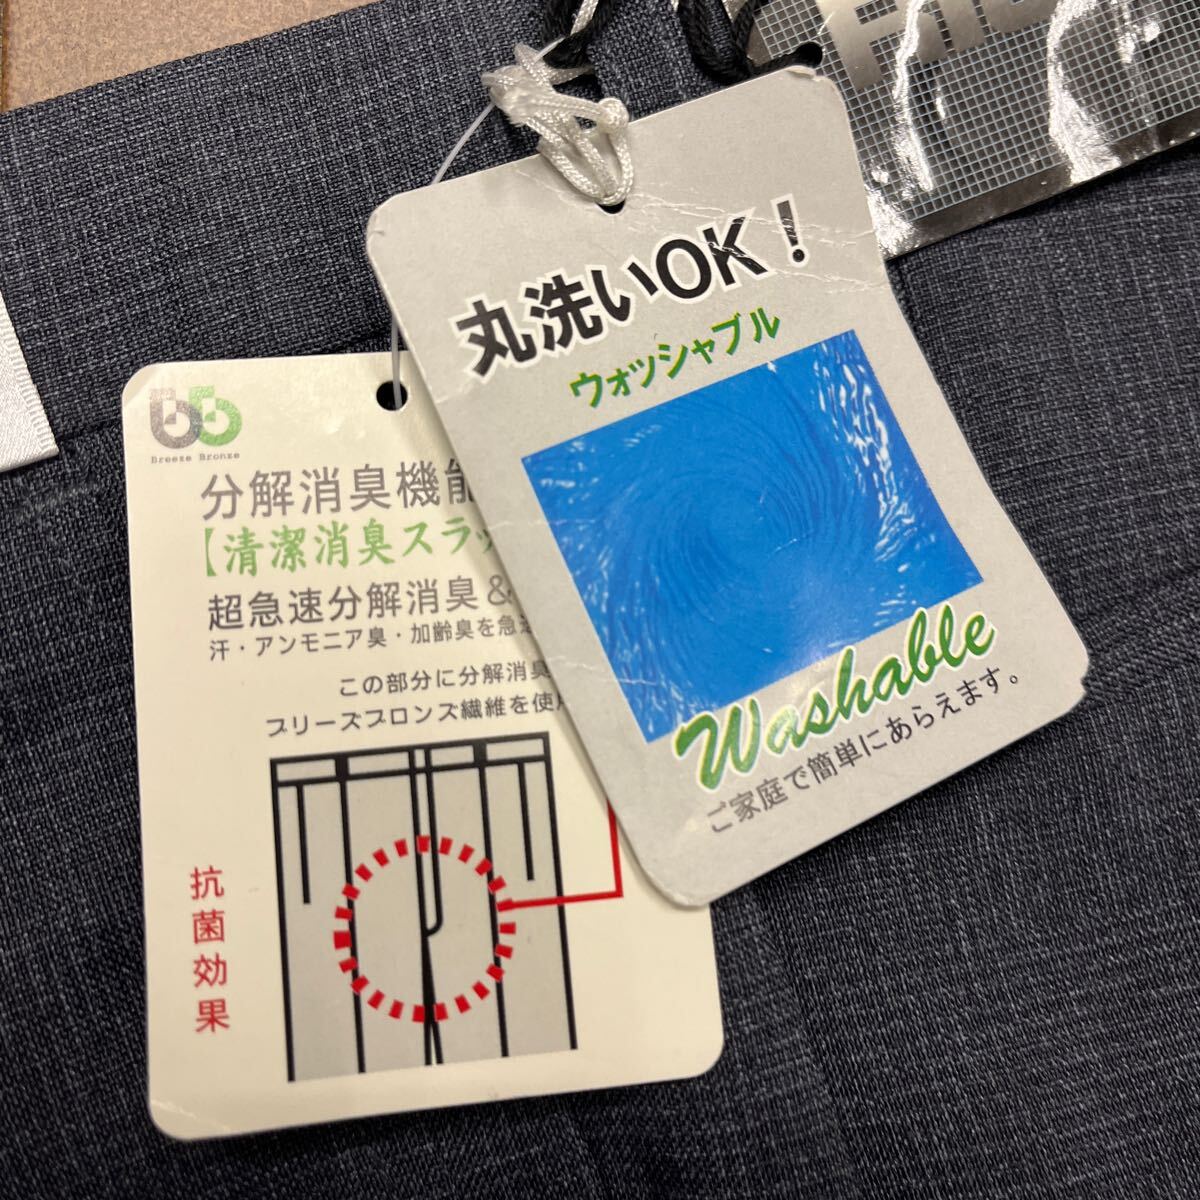 丸洗いOK！
ウォッシャブル
Washable
ご家庭で簡単にあらえます。
bb
Breeze Bronze
分解消臭機能
【清潔消臭スラッ
超急速分解消臭&
汗・アンモニア臭・加齢臭を急速
この部分に分解消臭
ブリーズブロンズ繊維を使用
抗菌効果